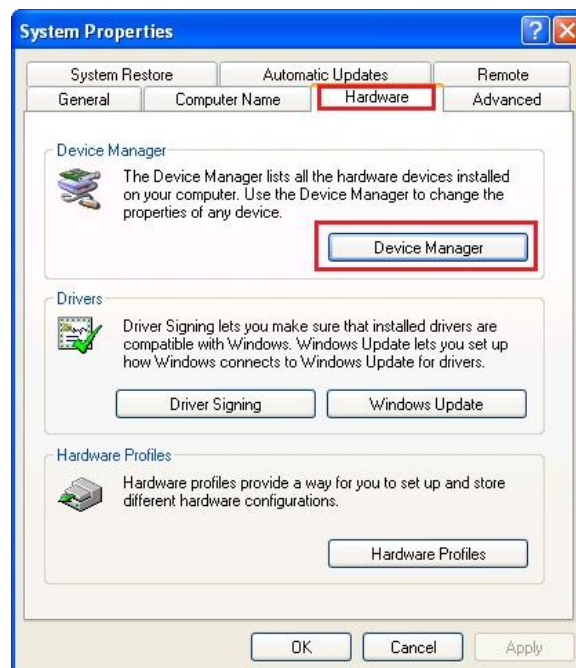 System Properties
System Restore Automatic Updates Remote
General Computer Name Hardware Advanced
Device Manager
The Device Manager lists all the hardware devices installed
on your computer. Use the Device Manager to change the
properties of any device.
Device Manager
Drivers
Driver Signing lets you make sure that installed drivers are
compatible with Windows. Windows Update lets you set up
how Windows connects to Windows Update for drivers.
Driver Signing Windows Update
Hardware Profiles
Hardware profiles provide a way for you to set up and store
different hardware configurations.
Hardware Profiles
OK Cancel Apply